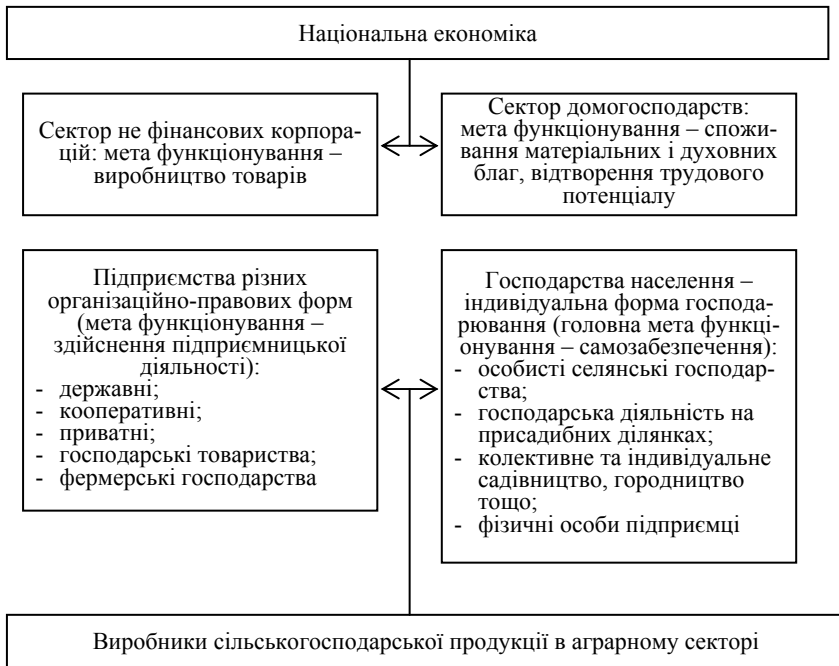 Національна економіка
Сектор не фінансових корпора-
цій: мета функціонування –
виробництво товарів
Сектор домогосподарств:
мета функціонування – спожи-
вання матеріальних і духовних
благ, відтворення трудового
потенціалу
Підприємства різних
організаційно-правових форм
(мета функціонування –
здійснення підприємницької
діяльності):
- державні;
- кооперативні;
- приватні;
- господарські товариства;
- фермерські господарства
Господарства населення –
індивідуальна форма господа-
рювання (головна мета функці-
онування – самозабезпечення):
- особисті селянські господар-
ства;
- господарська діяльність на
присадибних ділянках;
- колективне та індивідуальне
садівництво, городництво
тощо;
- фізичні особи підприємці
Виробники сільськогосподарської продукції в аграрному секторі